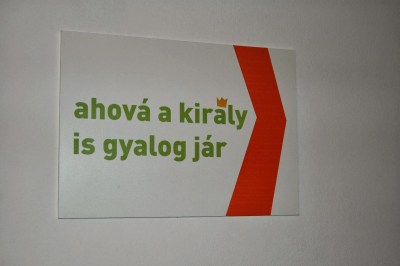 ahová a király
is gyalog jár